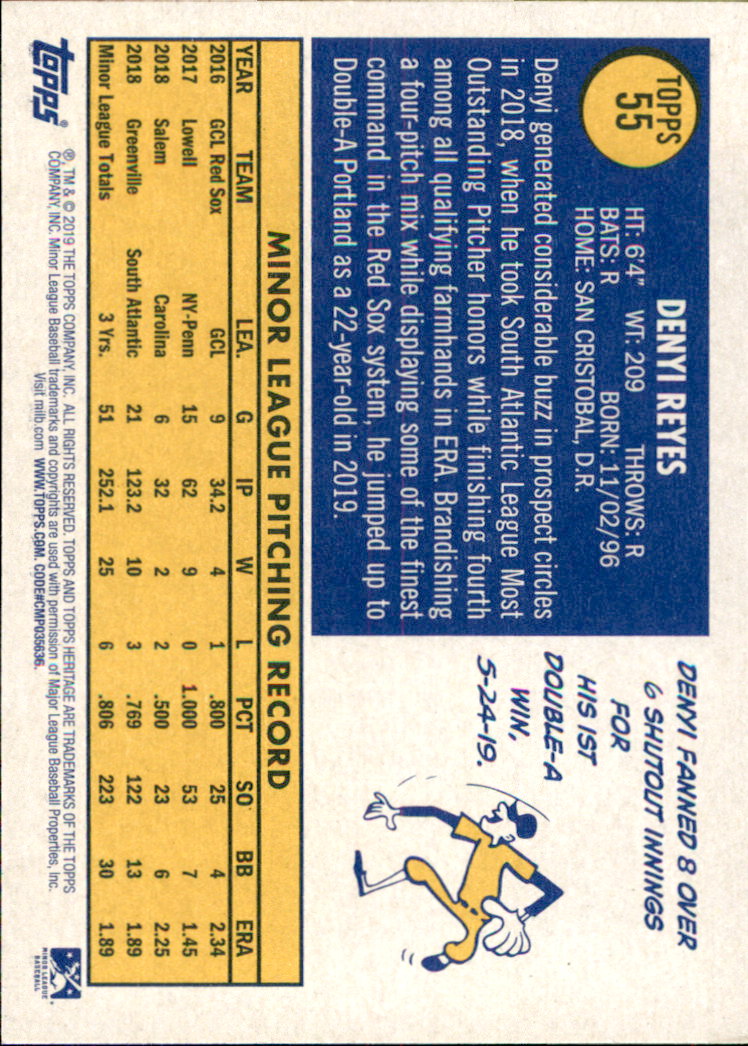 TOPPS
55
DENYI REYES
HT: 6'4" WT: 209 THROWS: R
BATS: R BORN: 11/02/96
HOME: SAN CRISTOBAL, D.R.
Denyi generated considerable buzz in prospect circles
in 2018, when he took South Atlantic League Most
Outstanding Pitcher honors while finishing fourth
among all qualifying farmhands in ERA. Brandishing
a four-pitch mix while displaying some of the finest
command in the Red Sox system, he jumped up to
Double-A Portland as a 22-year-old in 2019.
DENYI FANNED 8 OVER
6 SHUTOUT INNINGS
FOR
HIS 1ST
DOUBLE-A
WIN,
5-24-19.
MINOR LEAGUE PITCHING RECORD
YEAR TEAM LEA. G IP W L PCT SO BB ERA
2016 GCL Red Sox GCL 9 34.2 4 1 .800 25 4 2.34
2017 Lowell NY-Penn 15 62 9 0 1.000 53 7 1.45
2018 Salem Carolina 6 32 2 2 .500 23 6 2.25
2018 Greenville South Atlantic 21 123.2 10 3 .769 122 13 1.89
Minor League Totals 3 Yrs. 51 252.1 25 6 .806 223 30 1.89
topps®
®, TM & © 2019 THE TOPPS COMPANY, INC. ALL RIGHTS RESERVED. TOPPS AND TOPPS HERITAGE ARE TRADEMARKS OF THE TOPPS
COMPANY, INC. Minor League Baseball trademarks and copyrights are used with permission of Major League Baseball Properties, Inc.
Visit milb.com WWW.TOPPS.COM. CODE#CMP035636.
MINOR LEAGUE
BASEBALL